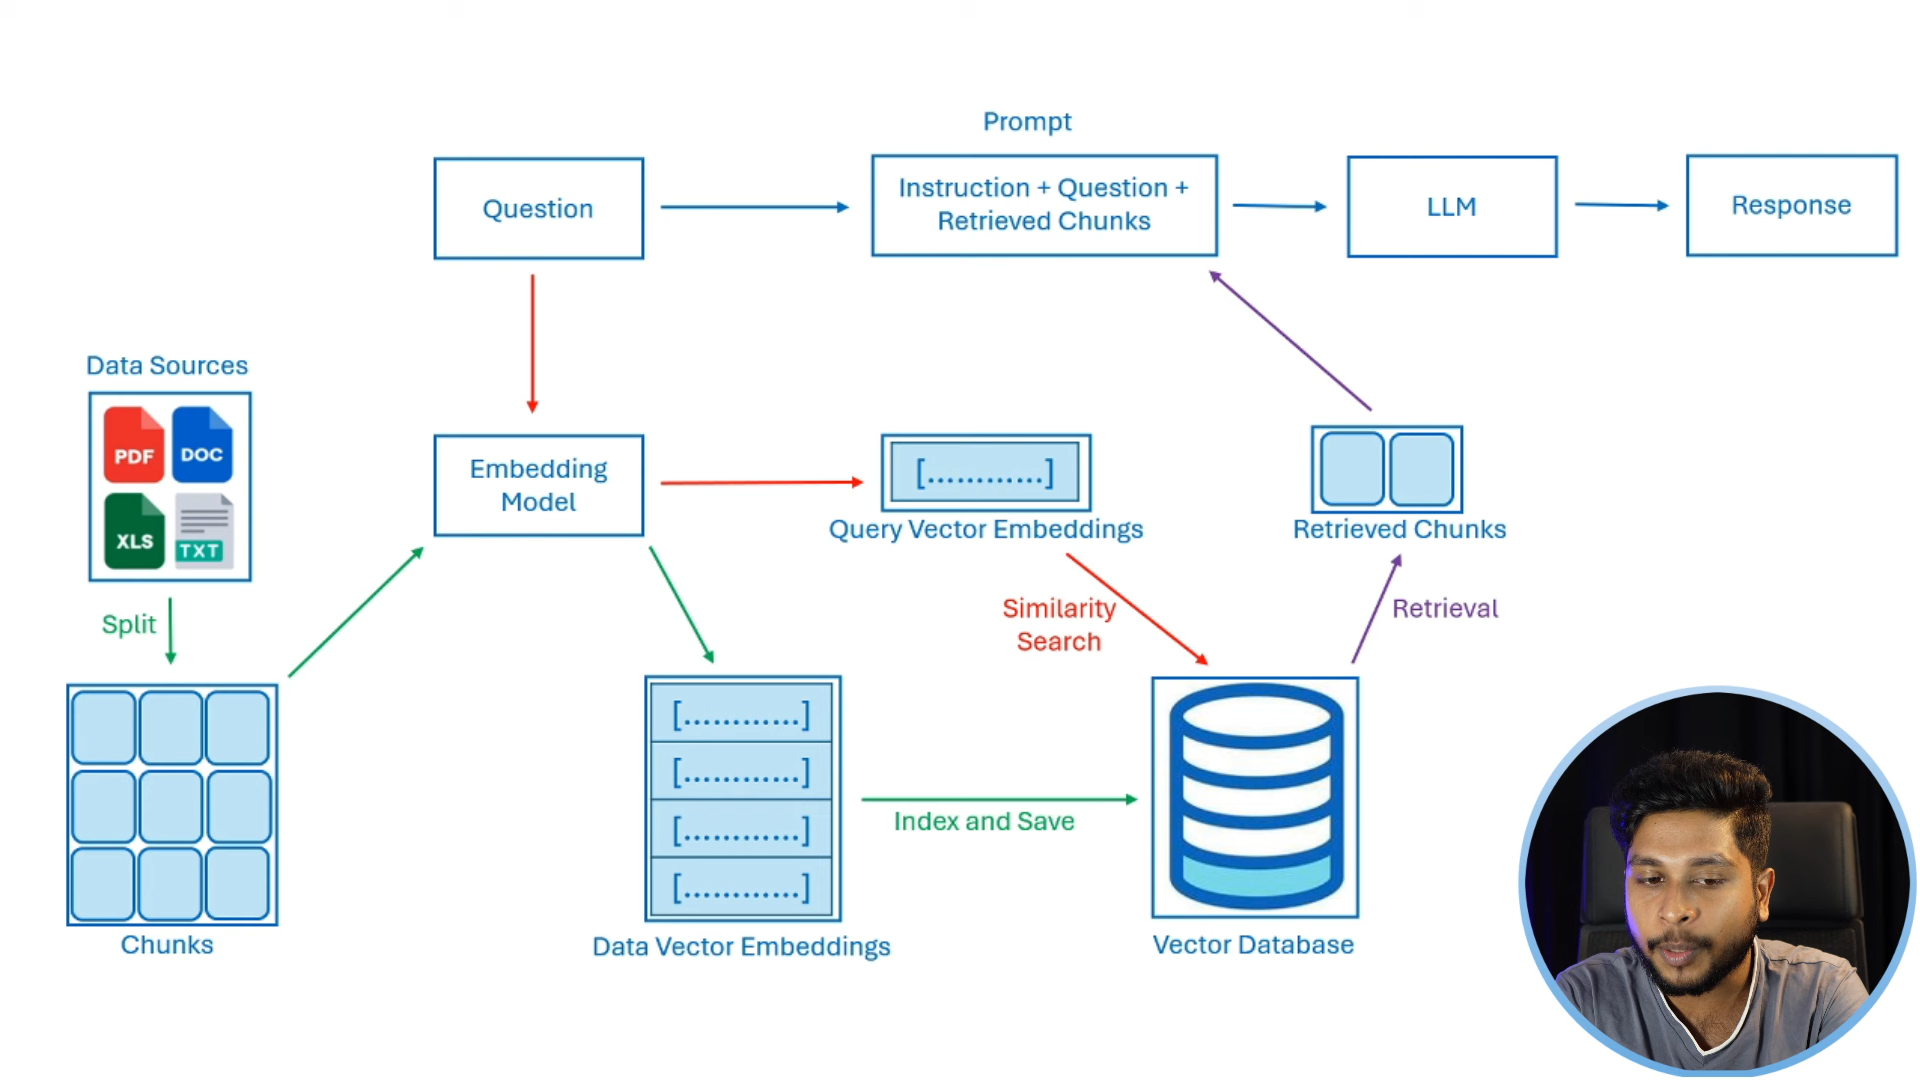 Prompt
Question
Instruction + Question +
Retrieved Chunks
LLM
Response
Data Sources
PDF
DOC
XLS
TXT
Embedding
Model
[............]
Query Vector Embeddings
Retrieved Chunks
Split
Similarity
Search
Retrieval
[............]
[............]
[............]
[............]
Index and Save
Chunks
Data Vector Embeddings
Vector Database